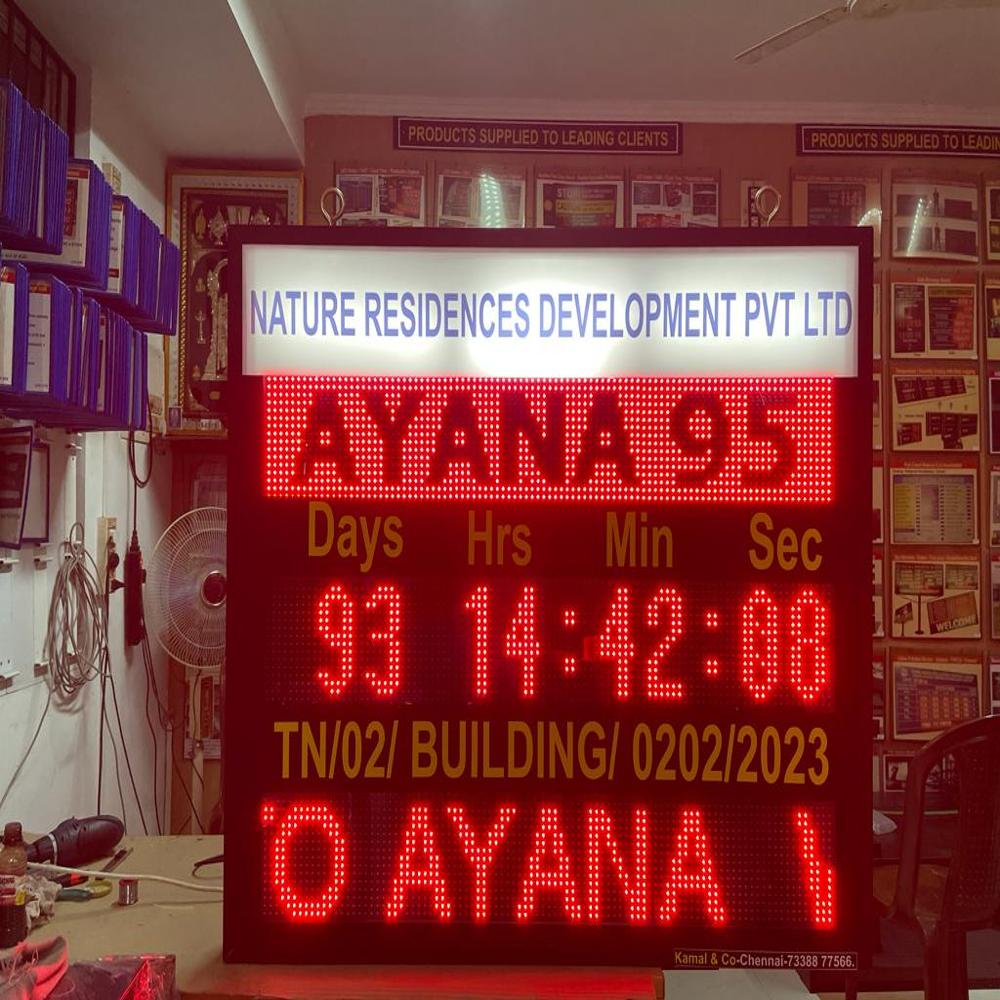 PRODUCTS SUPPLIED TO LEADING CLIENTS
PRODUCTS SUPPLIED TO LEADIN
NATURE RESIDENCES DEVELOPMENT PVT LTD
AYANA 95
Days Hrs Min Sec
93 14:42:08
TN/02/ BUILDING/ 0202/2023
O AYANA
Kamal & Co-Chennai-73388 77566.
WELCOME